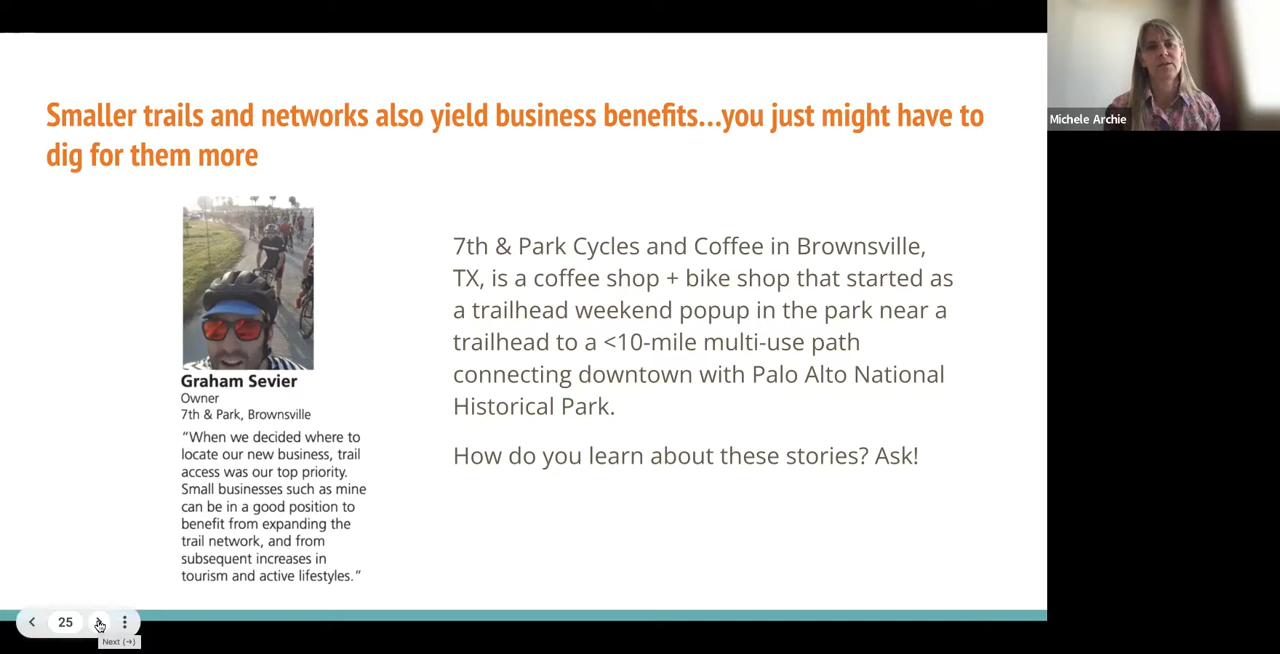 Smaller trails and networks also yield business benefits...you just might have to
dig for them more
Graham Sevier
Owner
7th & Park, Brownsville
“When we decided where to
locate our new business, trail
access was our top priority.
Small businesses such as mine
can be in a good position to
benefit from expanding the
trail network, and from
subsequent increases in
tourism and active lifestyles.”
7th & Park Cycles and Coffee in Brownsville,
TX, is a coffee shop + bike shop that started as
a trailhead weekend popup in the park near a
trailhead to a <10-mile multi-use path
connecting downtown with Palo Alto National
Historical Park.
How do you learn about these stories? Ask!
Michele Archie
25
Next (→)